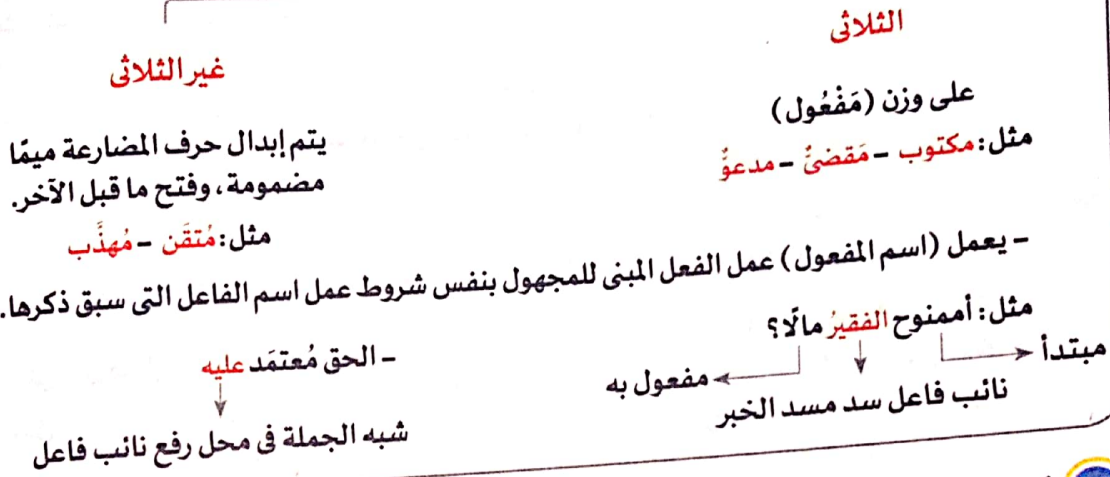 الثلاثى
على وزن (مَفْعُول)
مثل: مكتوب - مَقضىٌّ - مدعوٌّ
غير الثلاثى
يتم إبدال حرف المضارعة ميمًا
مضمومة، وفتح ما قبل الآخر.
مثل: مُتقَن - مُهذَّب
- يعمل (اسم المفعول) عمل الفعل المبنى للمجهول بنفس شروط عمل اسم الفاعل التى سبق ذكرها.
مثل: أممنوح الفقيرُ مالًا؟
مبتدأ
نائب فاعل سد مسد الخبر
مفعول به
- الحق مُعتمَد عليه
شبه الجملة فى محل رفع نائب فاعل